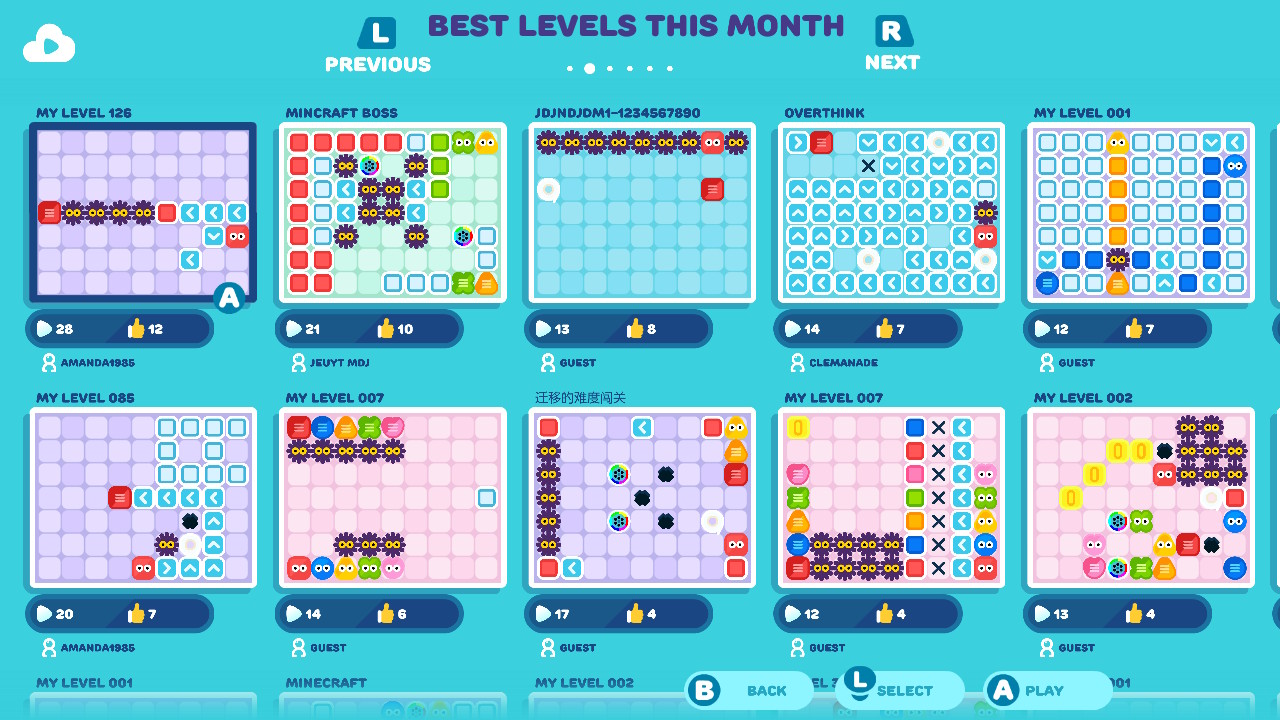 L
BEST LEVELS THIS MONTH
R
PREVIOUS
NEXT
MY LEVEL 126
MINCRAFT BOSS
JDJNDJDM1-1234567890
OVERTHINK
MY LEVEL 001
A
28
12
21
10
13
8
14
7
12
7
AMANDA1985
JEUYT MDJ
GUEST
CLEMANADE
GUEST
MY LEVEL 085
MY LEVEL 007
迁移的难度闯关
MY LEVEL 007
MY LEVEL 002
20
7
14
6
17
4
12
4
13
4
AMANDA1985
GUEST
GUEST
GUEST
GUEST
MY LEVEL 001
MINECRAFT
MY LEVEL 002
B BACK
L SELECT
A PLAY